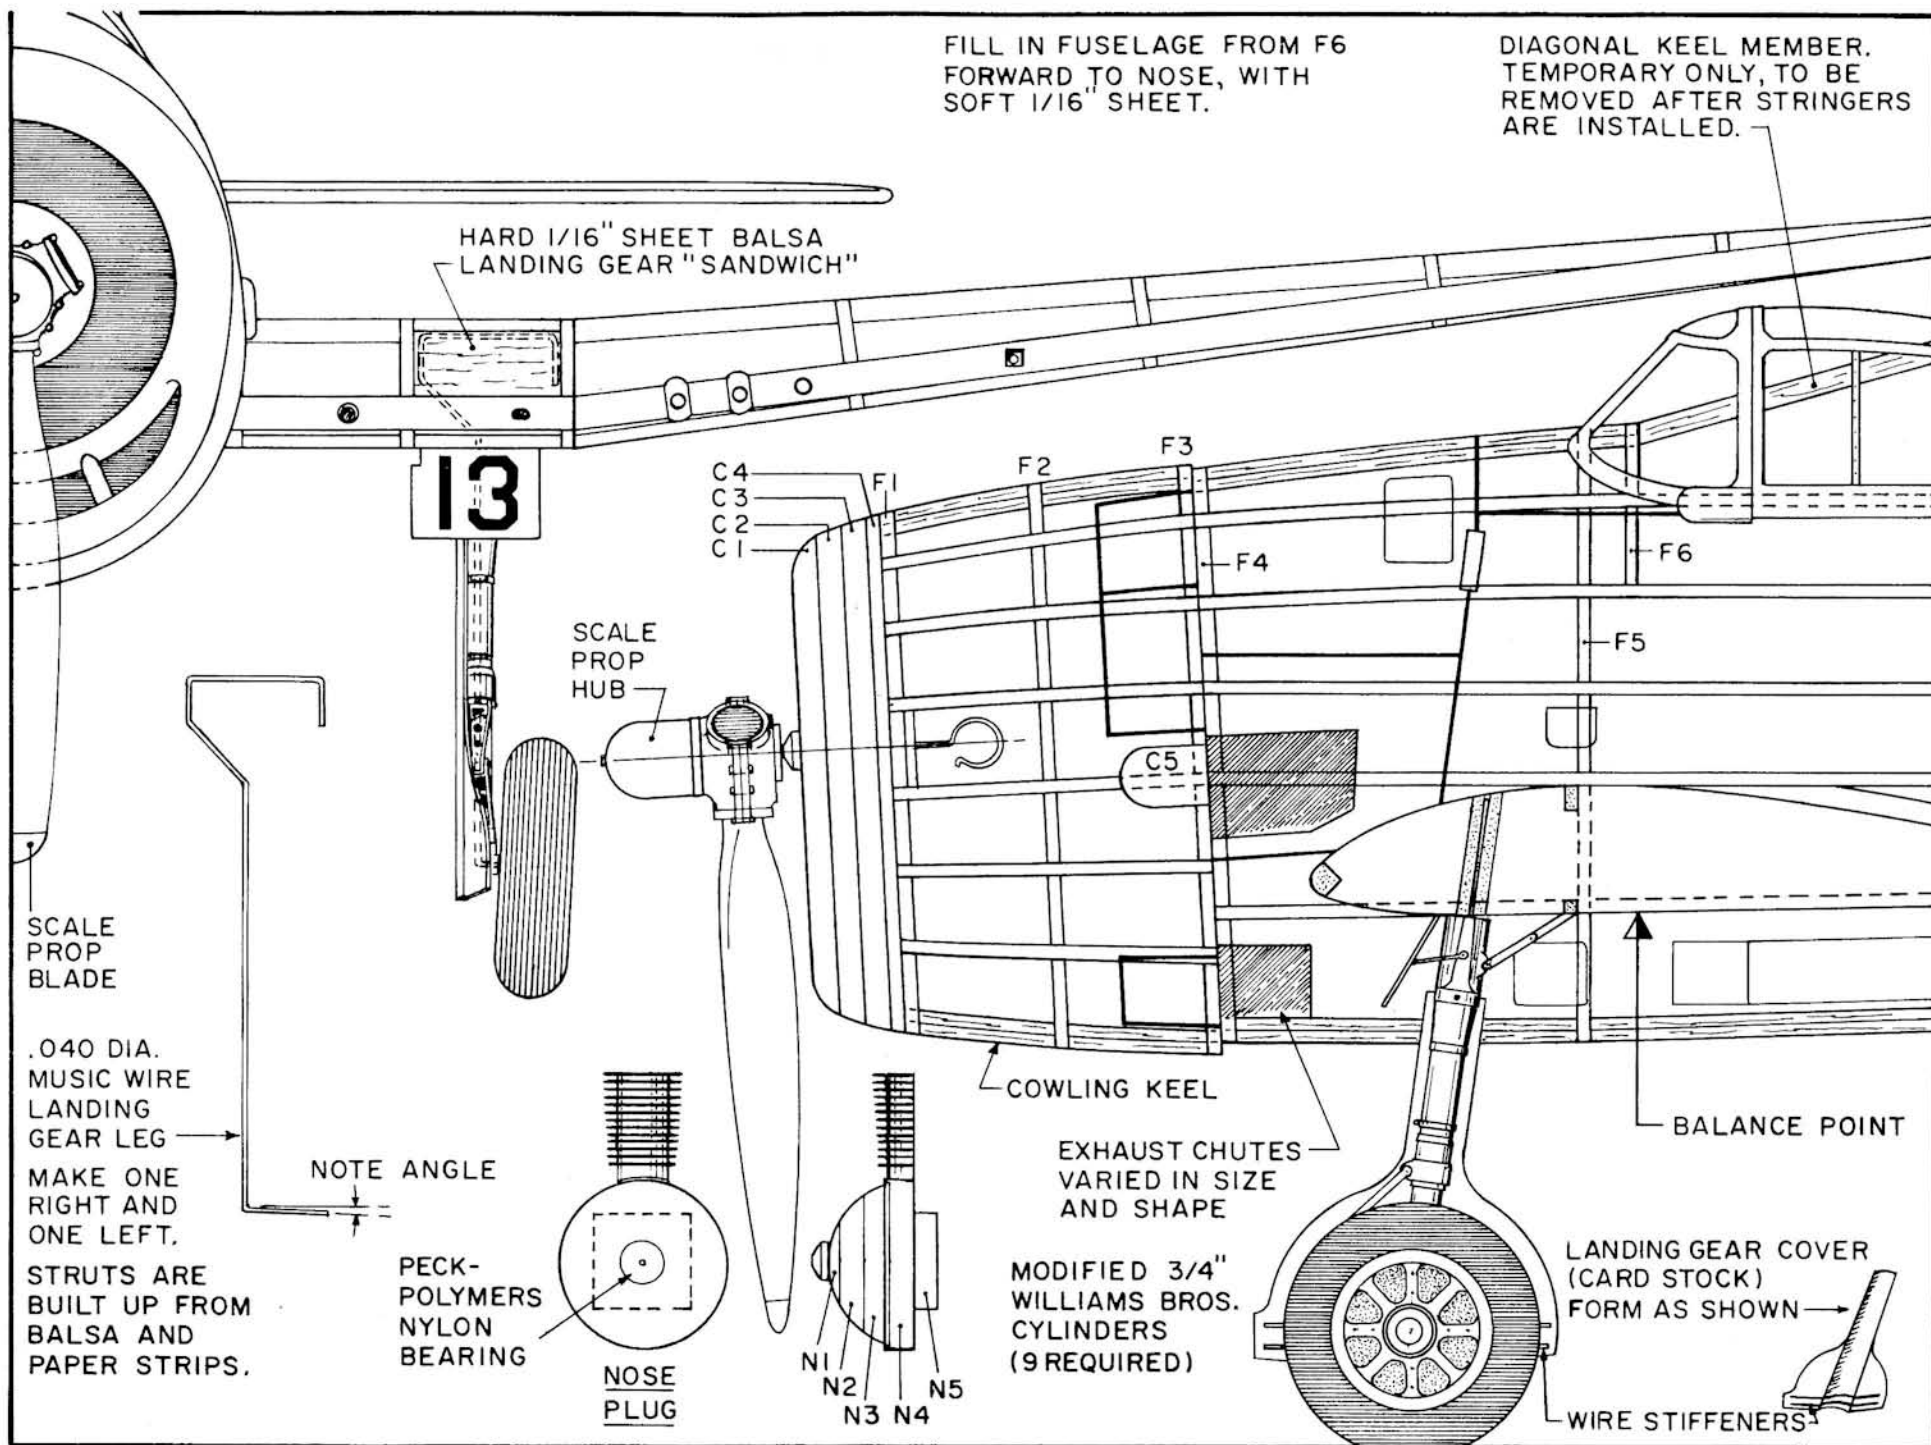 FILL IN FUSELAGE FROM F6
FORWARD TO NOSE, WITH
SOFT 1/16" SHEET.
DIAGONAL KEEL MEMBER.
TEMPORARY ONLY, TO BE
REMOVED AFTER STRINGERS
ARE INSTALLED.
HARD 1/16" SHEET BALSA
LANDING GEAR "SANDWICH"
13
C4
C3
C2
C1
F1
F2
F3
F4
F6
F5
SCALE
PROP
HUB
C5
SCALE
PROP
BLADE
.040 DIA.
MUSIC WIRE
LANDING
GEAR LEG
MAKE ONE
RIGHT AND
ONE LEFT.
STRUTS ARE
BUILT UP FROM
BALSA AND
PAPER STRIPS.
NOTE ANGLE
PECK-
POLYMERS
NYLON
BEARING
NOSE
PLUG
N1
N2
N3
N4
N5
COWLING KEEL
EXHAUST CHUTES
VARIED IN SIZE
AND SHAPE
MODIFIED 3/4"
WILLIAMS BROS.
CYLINDERS
(9 REQUIRED)
BALANCE POINT
LANDING GEAR COVER
(CARD STOCK)
FORM AS SHOWN
WIRE STIFFENERS